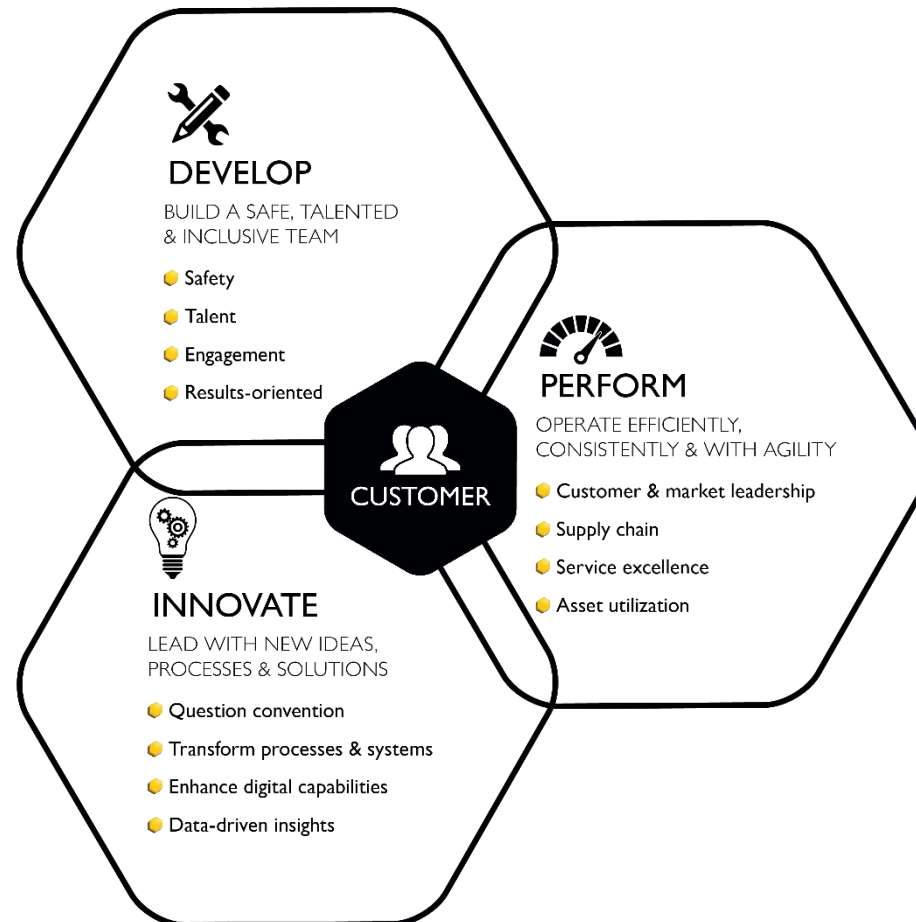 DEVELOP
BUILD A SAFE, TALENTED
& INCLUSIVE TEAM
Safety
Talent
Engagement
Results-oriented
CUSTOMER
PERFORM
OPERATE EFFICIENTLY,
CONSISTENTLY & WITH AGILITY
Customer & market leadership
Supply chain
Service excellence
Asset utilization
INNOVATE
LEAD WITH NEW IDEAS,
PROCESSES & SOLUTIONS
Question convention
Transform processes & systems
Enhance digital capabilities
Data-driven insights